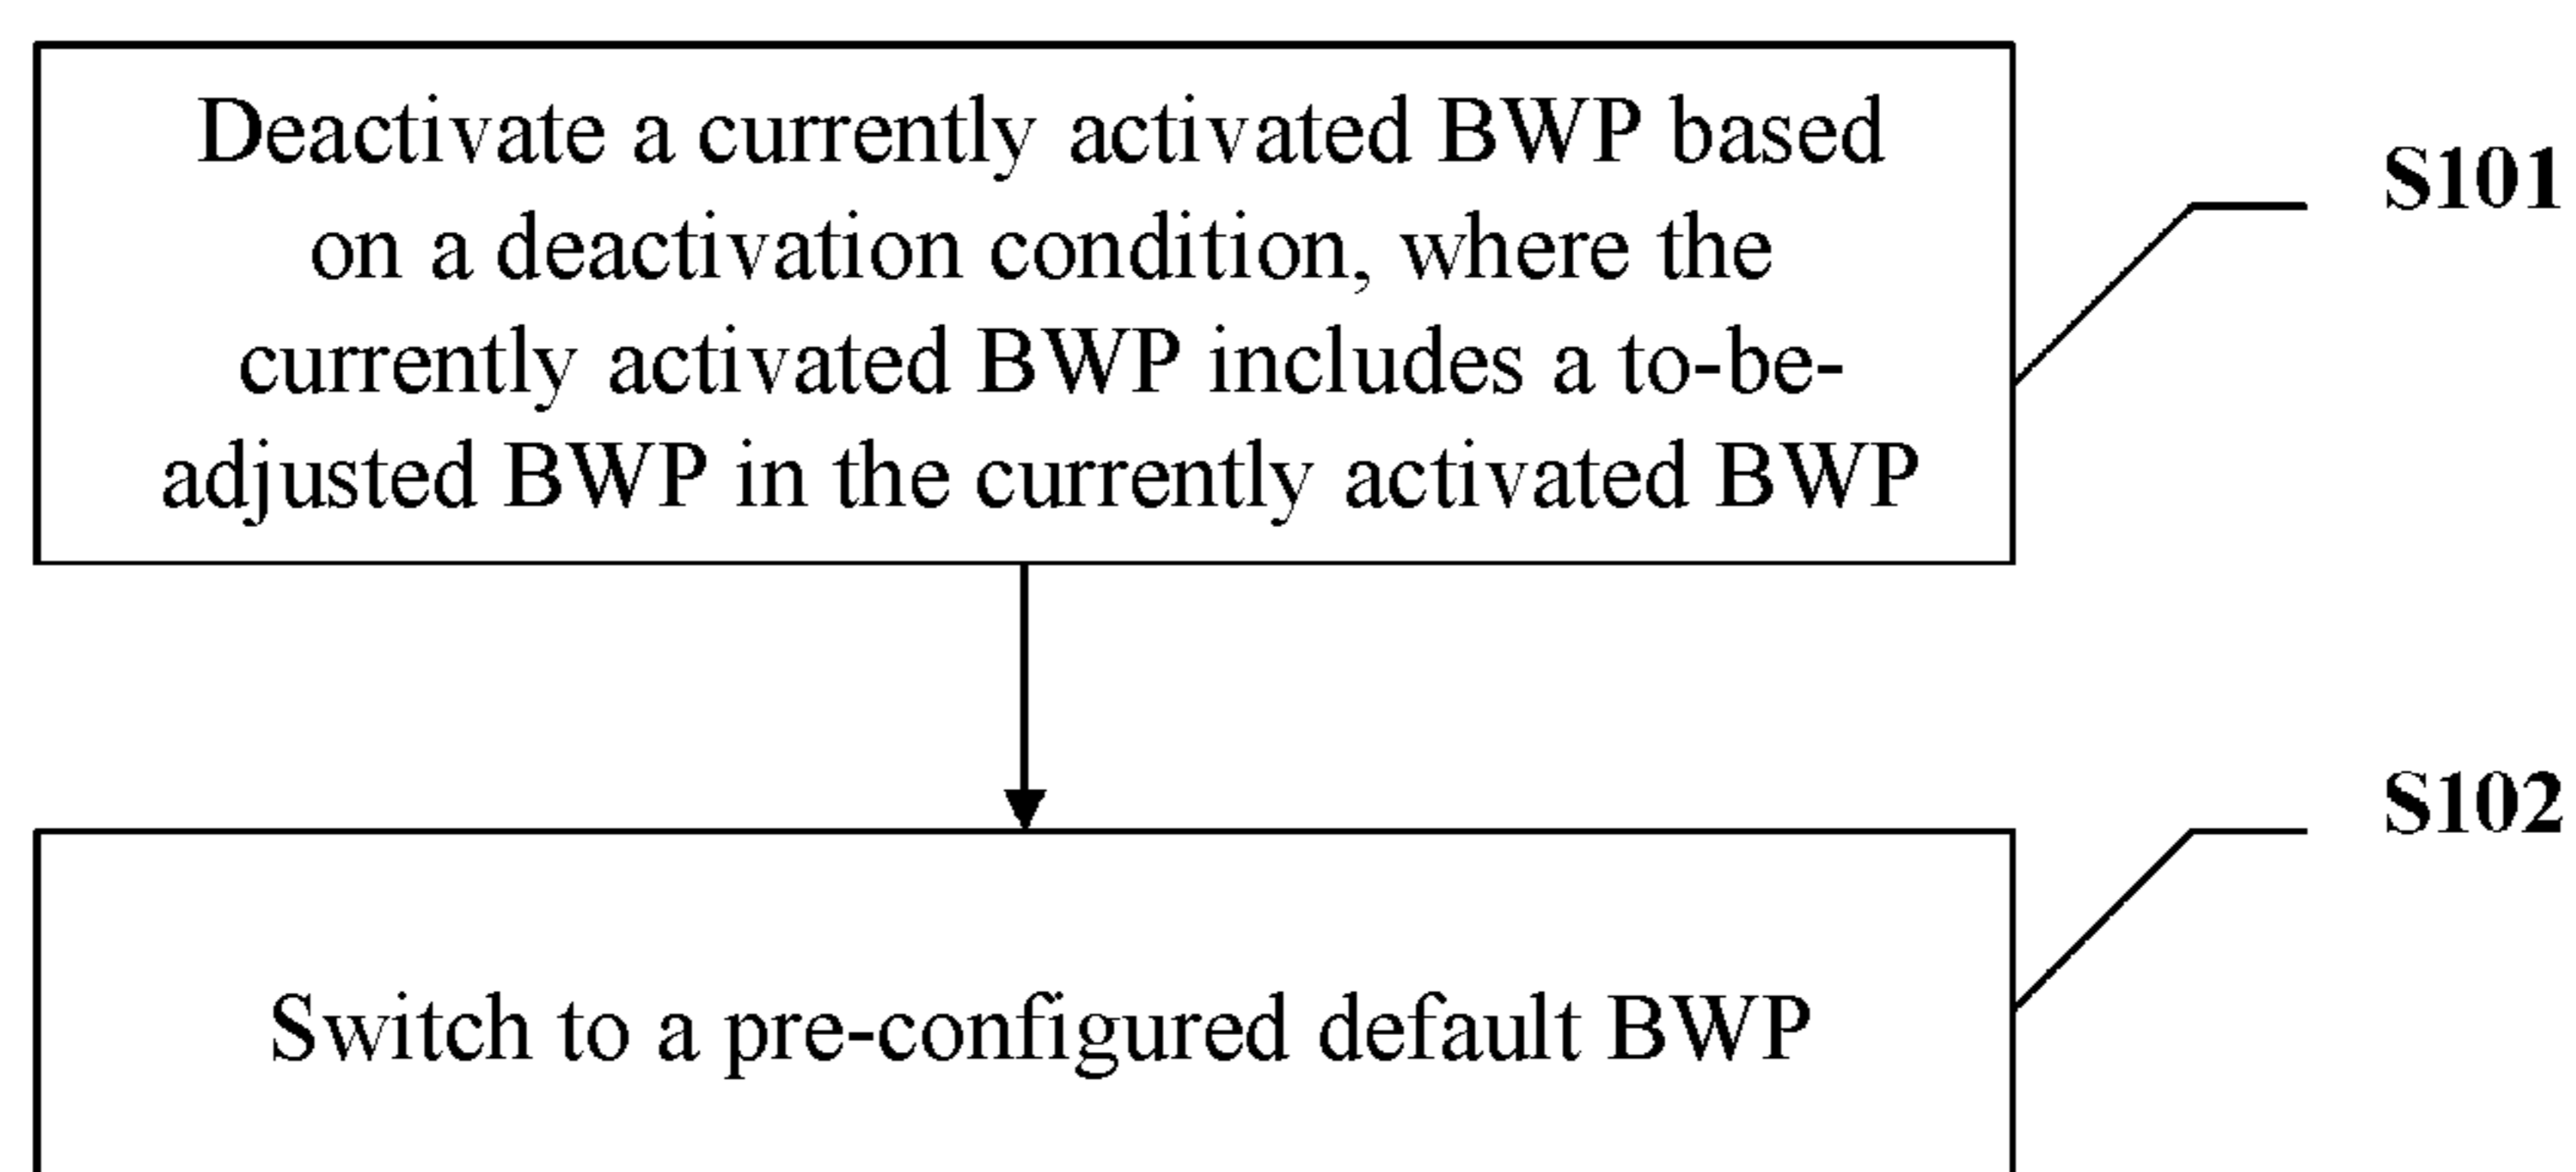 Deactivate a currently activated BWP based
on a deactivation condition, where the
currently activated BWP includes a to-be-
adjusted BWP in the currently activated BWP
S101
Switch to a pre-configured default BWP
S102